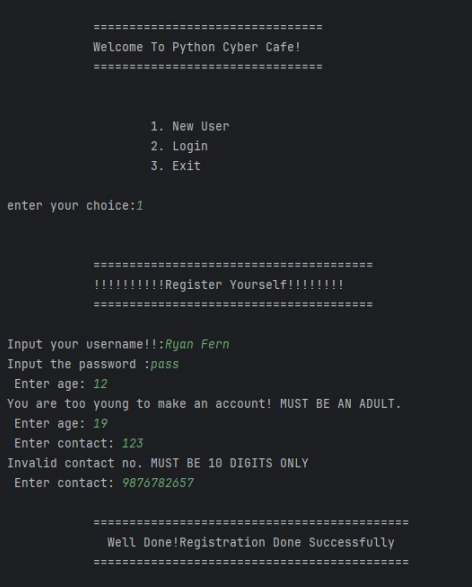 ================================
Welcome To Python Cyber Cafe!
================================
1. New User
2. Login
3. Exit
enter your choice:1
=======================================
!!!!!!!!!!Register Yourself!!!!!!!!
=======================================
Input your username!!:Ryan Fern
Input the password :pass
Enter age: 12
You are too young to make an account! MUST BE AN ADULT.
Enter age: 19
Enter contact: 123
Invalid contact no. MUST BE 10 DIGITS ONLY
Enter contact: 9876782657
============================================
Well Done!Registration Done Successfully
============================================